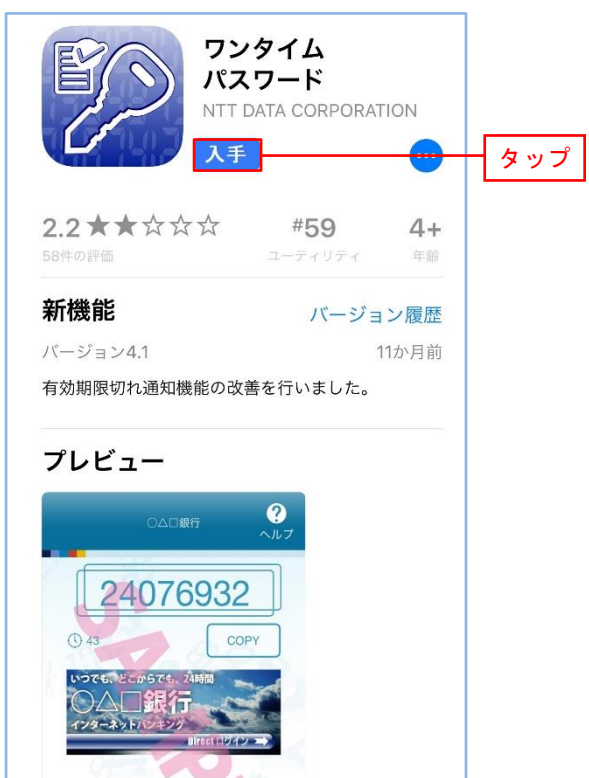 ワンタイム
パスワード
NTT DATA CORPORATION
入手
タップ
2.2★★☆☆☆
#59
4+
58件の評価
ユーティリティ
年齢
新機能
バージョン履歴
バージョン4.1
11か月前
有効期限切れ通知機能の改善を行いました。
プレビュー
○△□銀行
?
ヘルプ
24076932
43
COPY
いつでも、どこからでも、24時間
○△□銀行
インターネットバンキング
Direct ログイン